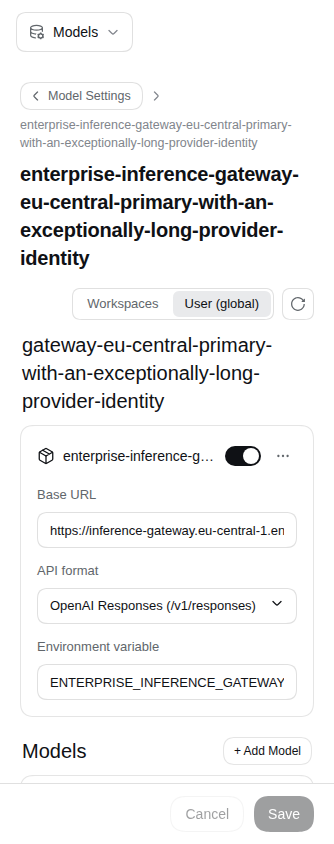 Models
Model Settings
enterprise-inference-gateway-eu-central-primary-
with-an-exceptionally-long-provider-identity
enterprise-inference-gateway-
eu-central-primary-with-an-
exceptionally-long-provider-
identity
Workspaces
User (global)
gateway-eu-central-primary-
with-an-exceptionally-long-
provider-identity
enterprise-inference-g...
Base URL
https://inference-gateway.eu-central-1.en
API format
OpenAI Responses (/v1/responses)
Environment variable
ENTERPRISE_INFERENCE_GATEWAY
Models
+ Add Model
Cancel
Save